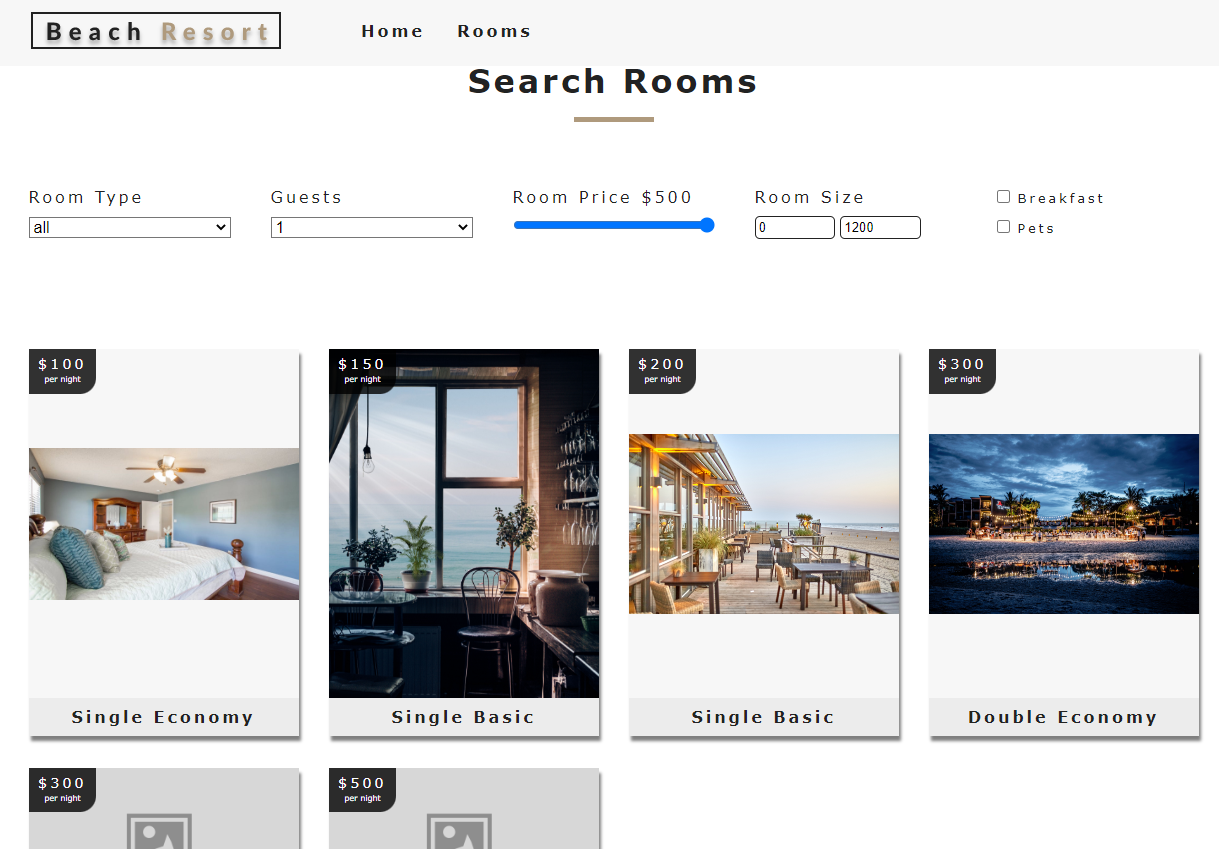 Beach Resort Home Rooms
Search Rooms
Room Type Guests Room Price $500 Room Size Breakfast
all 1 0 1200 Pets
$100 $150 $200 $300
per night per night per night per night
Single Economy Single Basic Single Basic Double Economy
$300 $500
per night per night